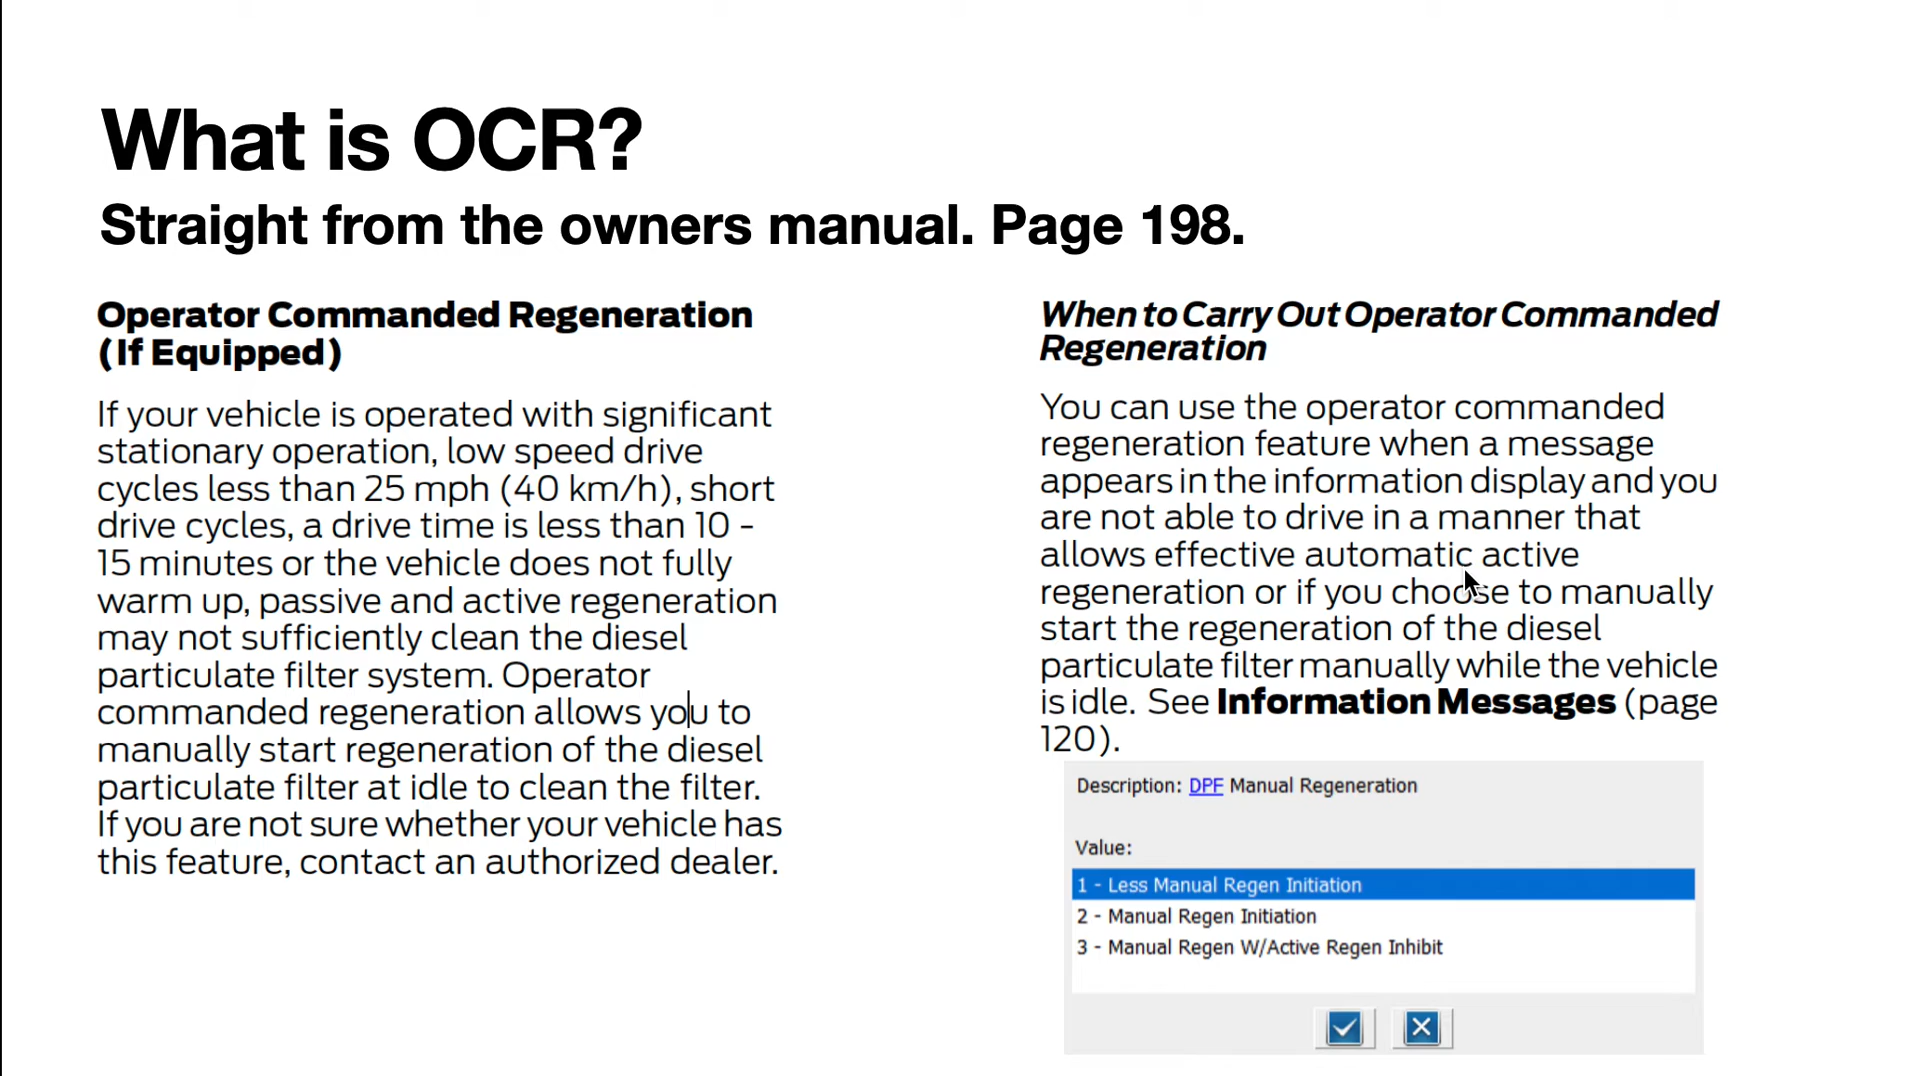 What is OCR?
Straight from the owners manual. Page 198.
Operator Commanded Regeneration
(If Equipped)
If your vehicle is operated with significant
stationary operation, low speed drive
cycles less than 25 mph (40 km/h), short
drive cycles, a drive time is less than 10 -
15 minutes or the vehicle does not fully
warm up, passive and active regeneration
may not sufficiently clean the diesel
particulate filter system. Operator
commanded regeneration allows you to
manually start regeneration of the diesel
particulate filter at idle to clean the filter.
If you are not sure whether your vehicle has
this feature, contact an authorized dealer.
When to Carry Out Operator Commanded
Regeneration
You can use the operator commanded
regeneration feature when a message
appears in the information display and you
are not able to drive in a manner that
allows effective automatic active
regeneration or if you choose to manually
start the regeneration of the diesel
particulate filter manually while the vehicle
is idle. See Information Messages (page
120).
Description: DPF Manual Regeneration
Value:
1 - Less Manual Regen Initiation
2 - Manual Regen Initiation
3 - Manual Regen W/Active Regen Inhibit